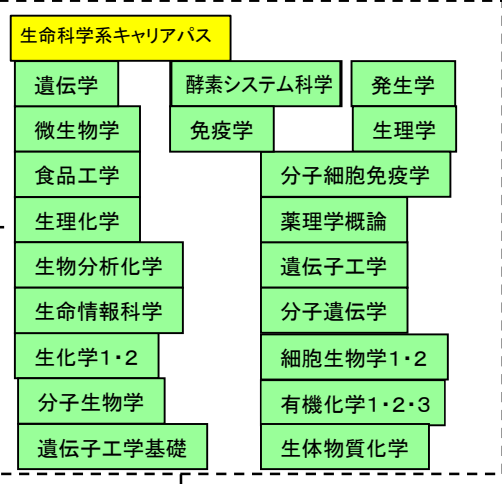 生命科学系キャリアパス
遺伝学
酵素システム科学
発生学
微生物学
免疫学
生理学
食品工学
分子細胞免疫学
生理化学
薬理学概論
生物分析化学
遺伝子工学
生命情報科学
分子遺伝学
生化学1・2
細胞生物学1・2
分子生物学
有機化学1・2・3
遺伝子工学基礎
生体物質化学